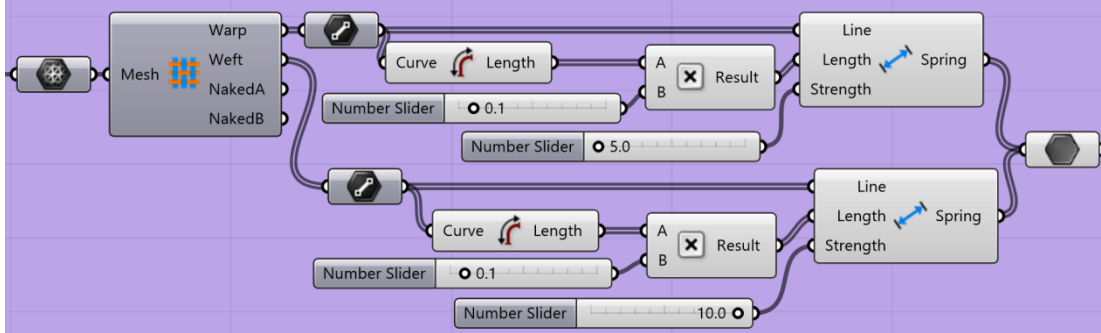 Mesh
Warp
Weft
NakedA
NakedB
Curve Length
Number Slider 0.1
A
B
Result
Number Slider 5.0
Line
Length
Strength
Spring
Curve Length
Number Slider 0.1
A
B
Result
Number Slider 10.0
Line
Length
Strength
Spring